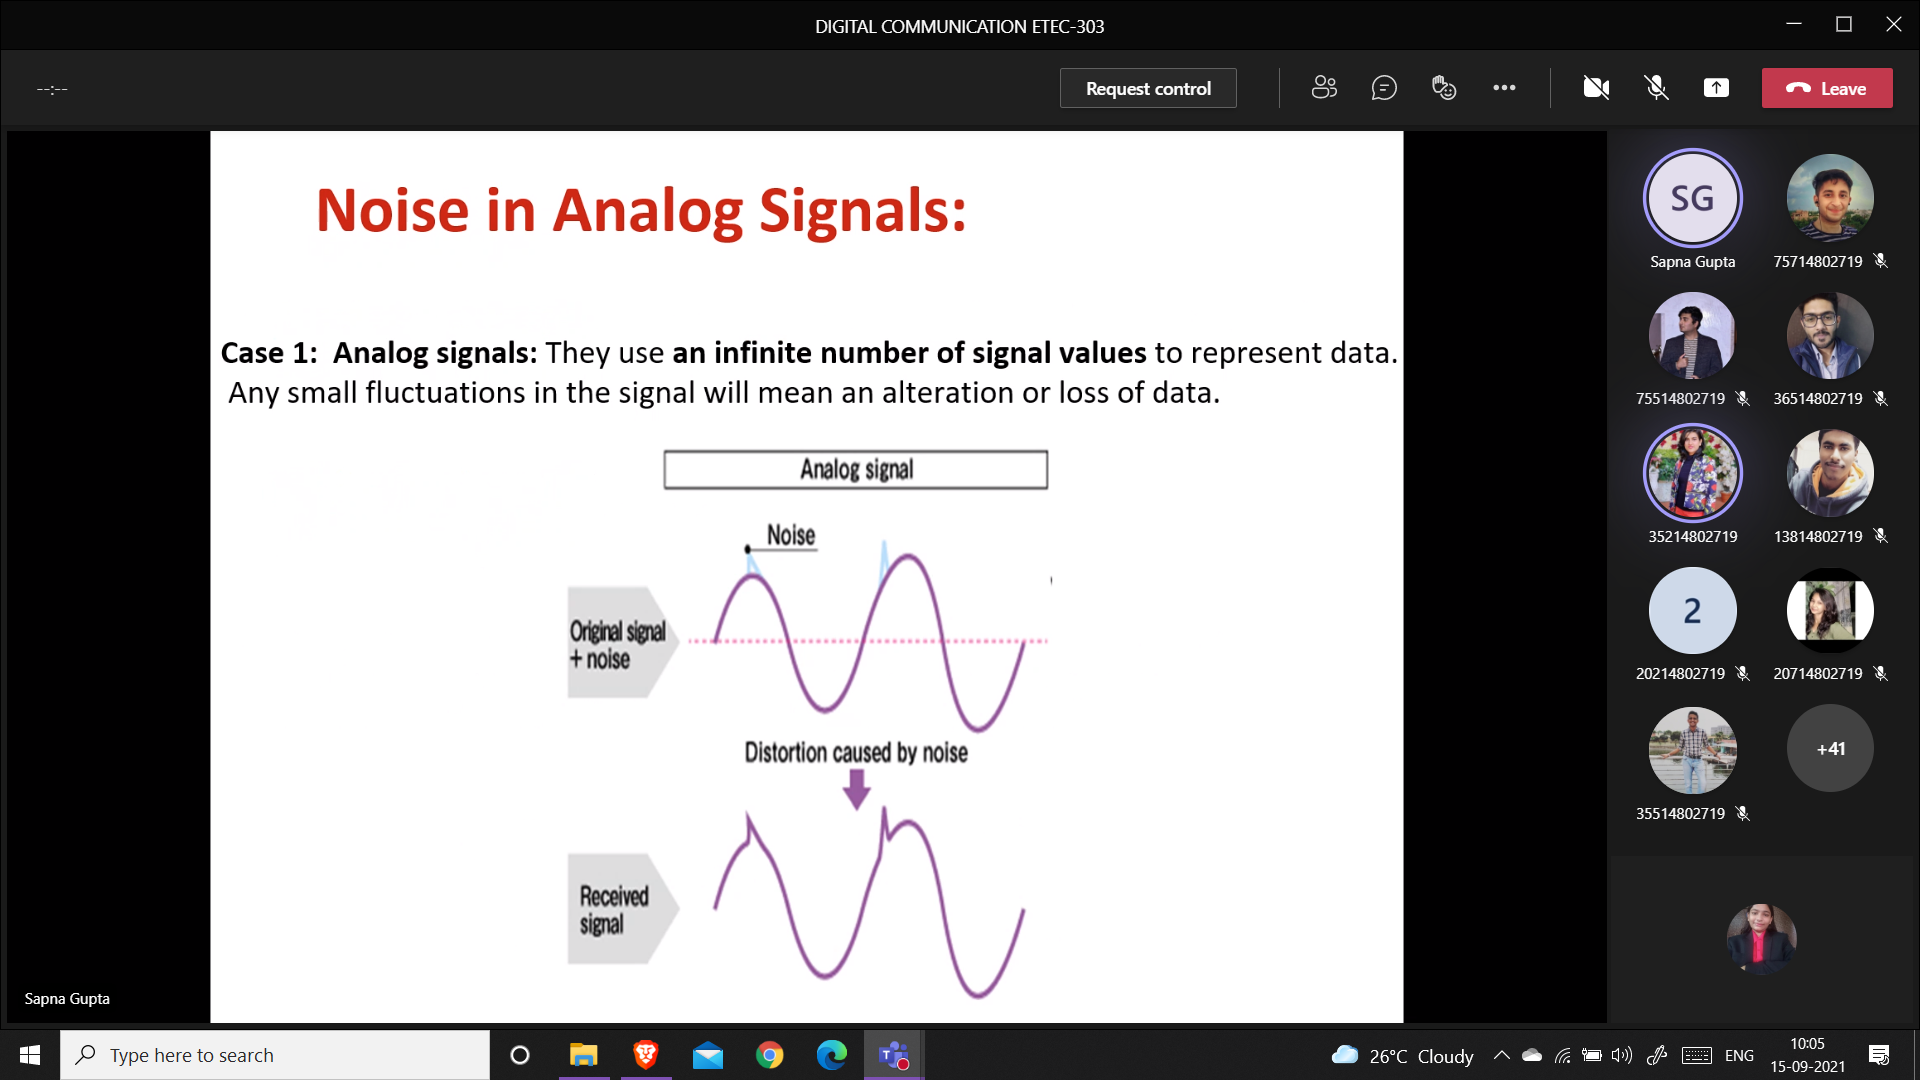 DIGITAL COMMUNICATION ETEC-303
--:--
Request control
Leave
Noise in Analog Signals:
Case 1:  Analog signals: They use an infinite number of signal values to represent data.
Any small fluctuations in the signal will mean an alteration or loss of data.
Analog signal
Noise
Original signal
+ noise
Distortion caused by noise
Received
signal
Sapna Gupta
SG
Sapna Gupta
75714802719
75514802719
36514802719
35214802719
13814802719
2
20214802719
20714802719
35514802719
+41
Type here to search
26°C Cloudy
ENG
10:05
15-09-2021